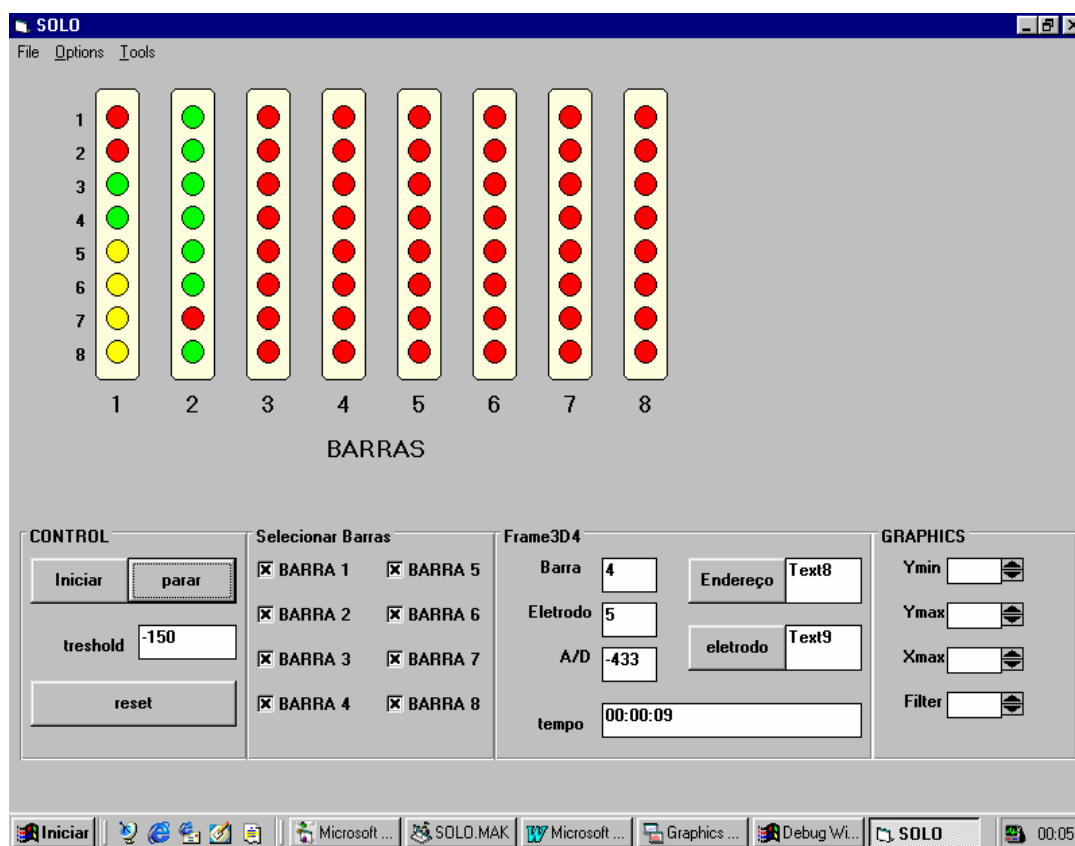 SOLO
File Options Tools
1
2
3
4
5
6
7
8
1 2 3 4 5 6 7 8
BARRAS
CONTROL
Iniciar parar
treshold -150
reset
Selecionar Barras
BARRA 1 BARRA 5
BARRA 2 BARRA 6
BARRA 3 BARRA 7
BARRA 4 BARRA 8
Frame3D4
Barra 4 Endereço Text8
Eletrodo 5
A/D -433 eletrodo Text9
tempo 00:00:09
GRAPHICS
Ymin
Ymax
Xmax
Filter
Iniciar Microsoft ... SOLO.MAK Microsoft ... Graphics ... Debug Wi... SOLO 00:05